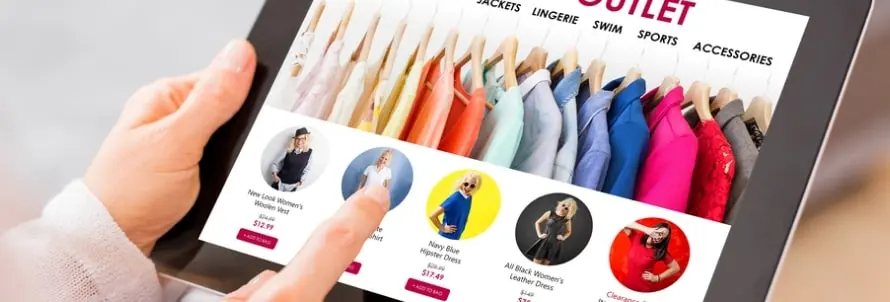 OUTLET
JACKETS LINGERIE SWIM SPORTS ACCESSORIES
New Look Women's
Woolen Vest
$12.99
+ ADD TO BAG
Navy Blue
Hipster Dress
$17.49
+ ADD TO BAG
All Black Women's
Leather Dress
Clearance